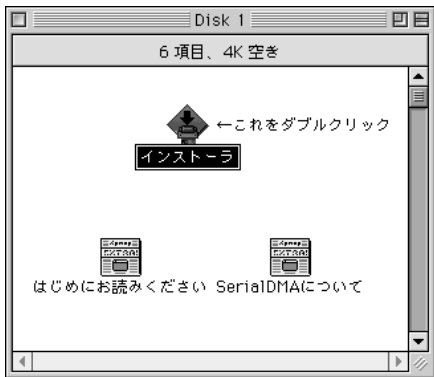 Disk 1
6 項目、4K 空き
←これをダブルクリック
インストーラ
EXTRA!
EXTRA!
はじめにお読みください SerialDMAについて